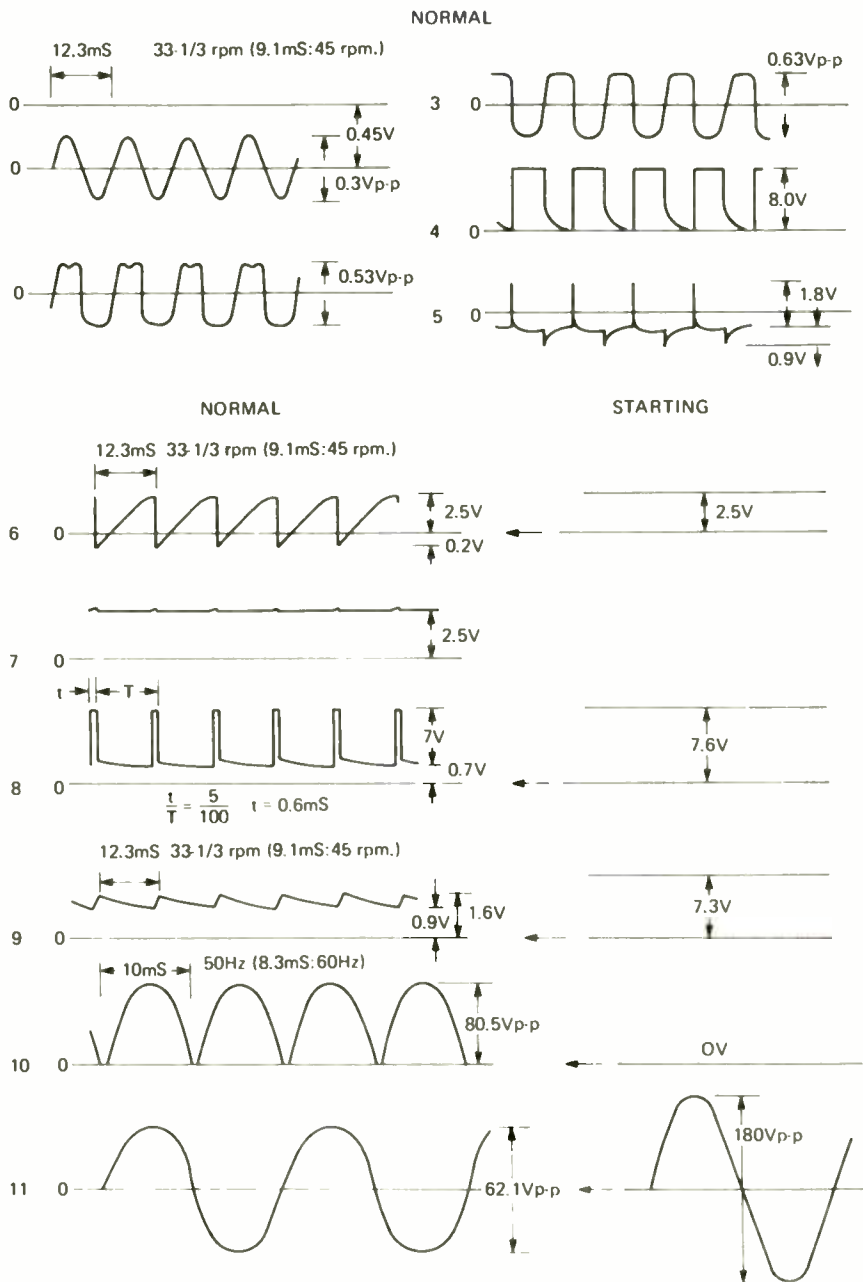 NORMAL
12.3mS 33-1/3 rpm (9.1mS:45 rpm.)
0
0.45V
0
0.3Vp-p
0
0.53Vp-p
0.63Vp-p
3 0
8.0V
4 0
1.8V
5 0
0.9V
NORMAL
STARTING
12.3mS 33-1/3 rpm (9.1mS:45 rpm.)
2.5V
6 0
0.2V
2.5V
2.5V
7 0
t T
7V
0.7V
8 0
t/T = 5/100 t = 0.6mS
7.6V
12.3mS 33-1/3 rpm (9.1mS:45 rpm.)
1.6V
0.9V
9 0
7.3V
10mS 50Hz (8.3mS:60Hz)
80.5Vp-p
10 0
0V
62.1Vp-p
11 0
180Vp-p